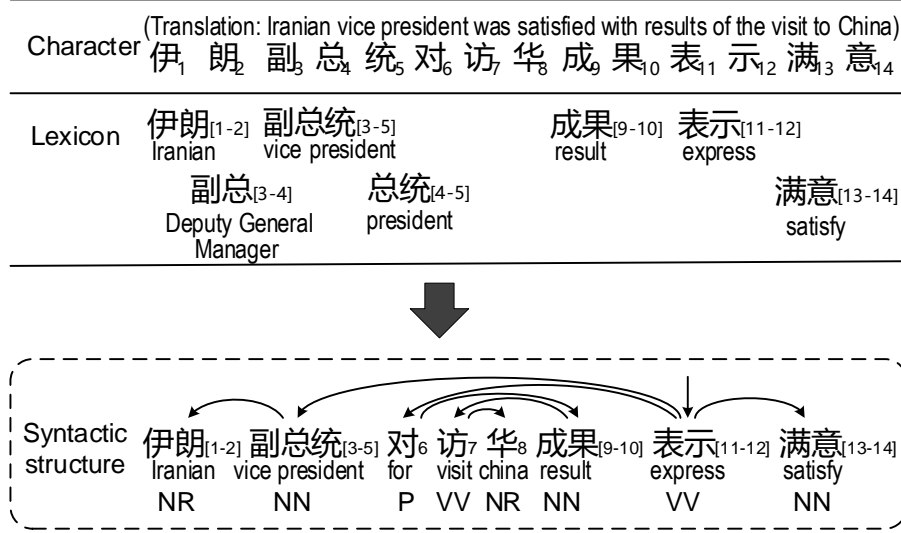 (Translation: Iranian vice president was satisfied with results of the visit to China)
Character 伊1 朗2 副3 总4 统5 对6 访7 华8 成9 果10 表11 示12 满13 意14
Lexicon 伊朗[1-2] 副总统[3-5] 成果[9-10] 表示[11-12]
Iranian vice president result express
副总[3-4] 总统[4-5] 满意[13-14]
Deputy General Manager president satisfy
Syntactic structure 伊朗[1-2] 副总统[3-5] 对6 访7 华8 成果[9-10] 表示[11-12] 满意[13-14]
Iranian vice president for visit china result express satisfy
NR NN P VV NR NN VV NN